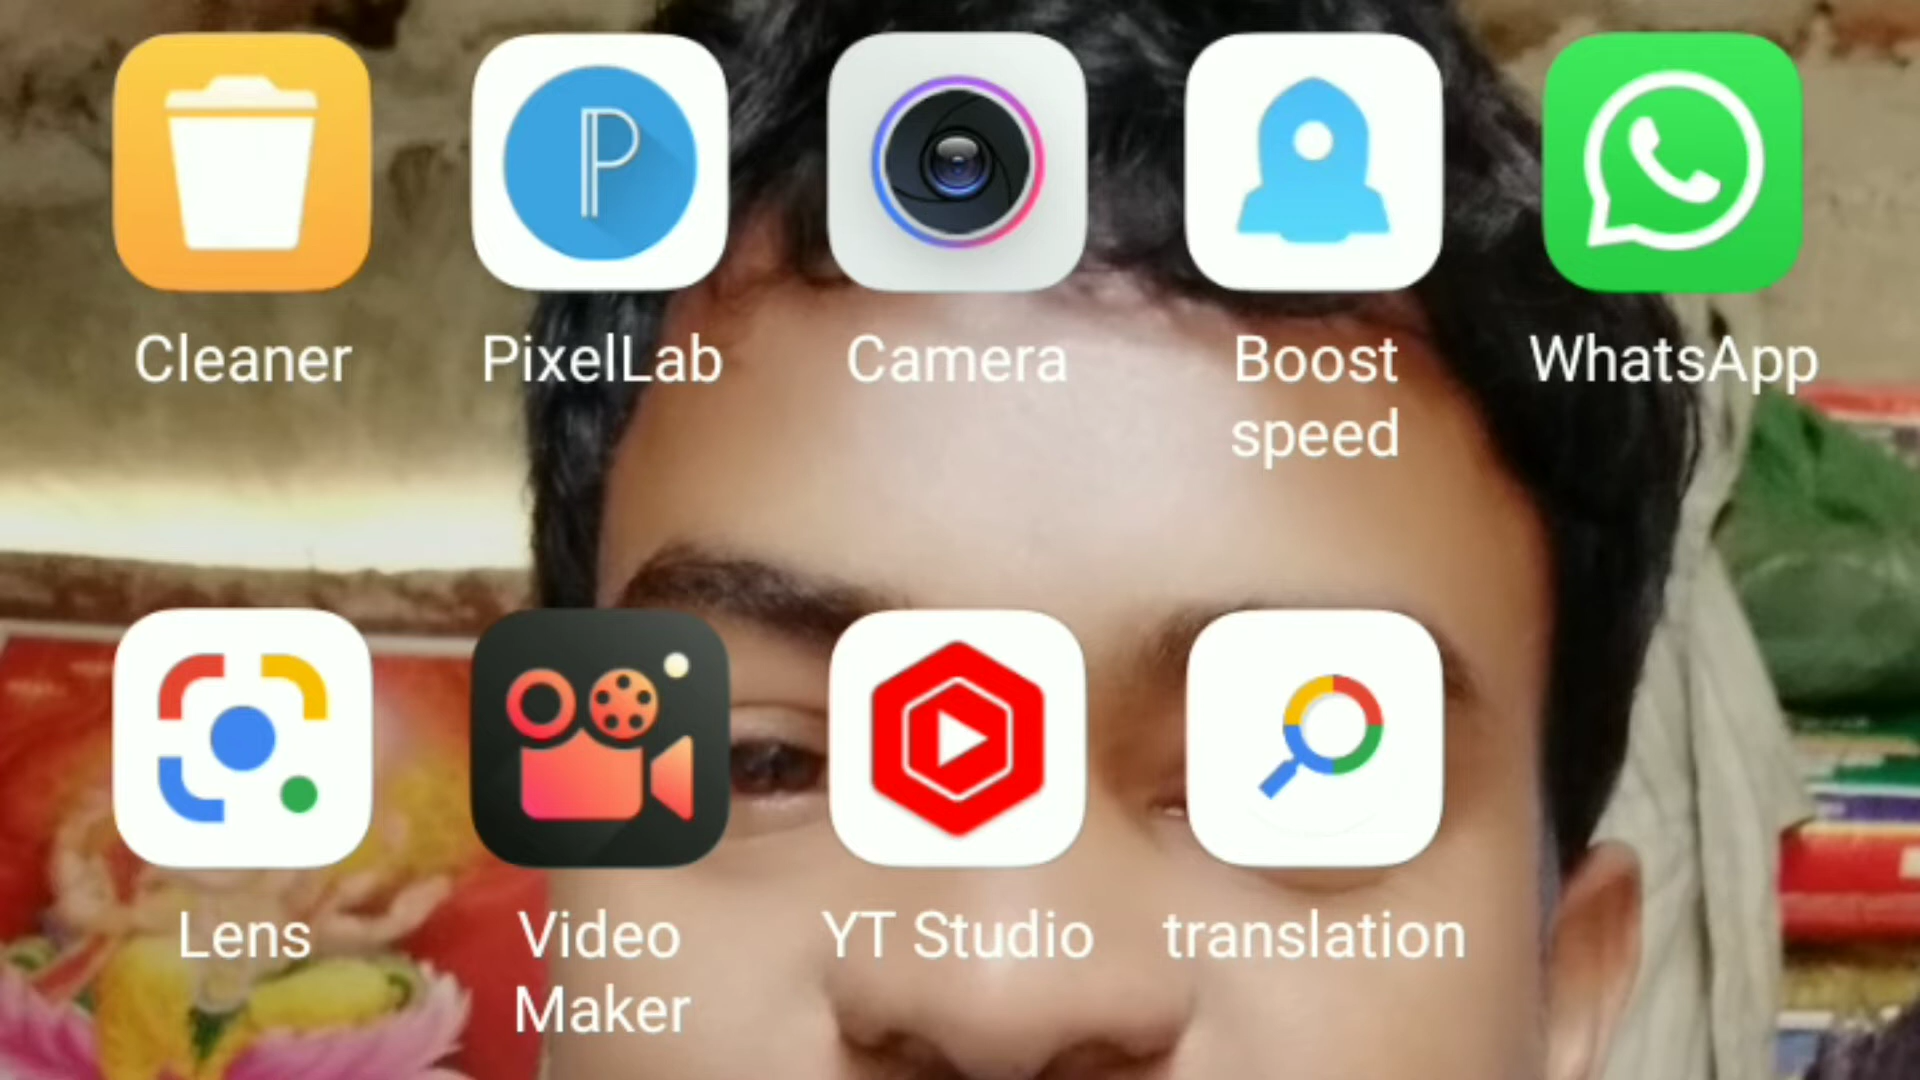 Cleaner
PixelLab
Camera
Boost
speed
WhatsApp
Lens
Video
Maker
YT Studio
translation